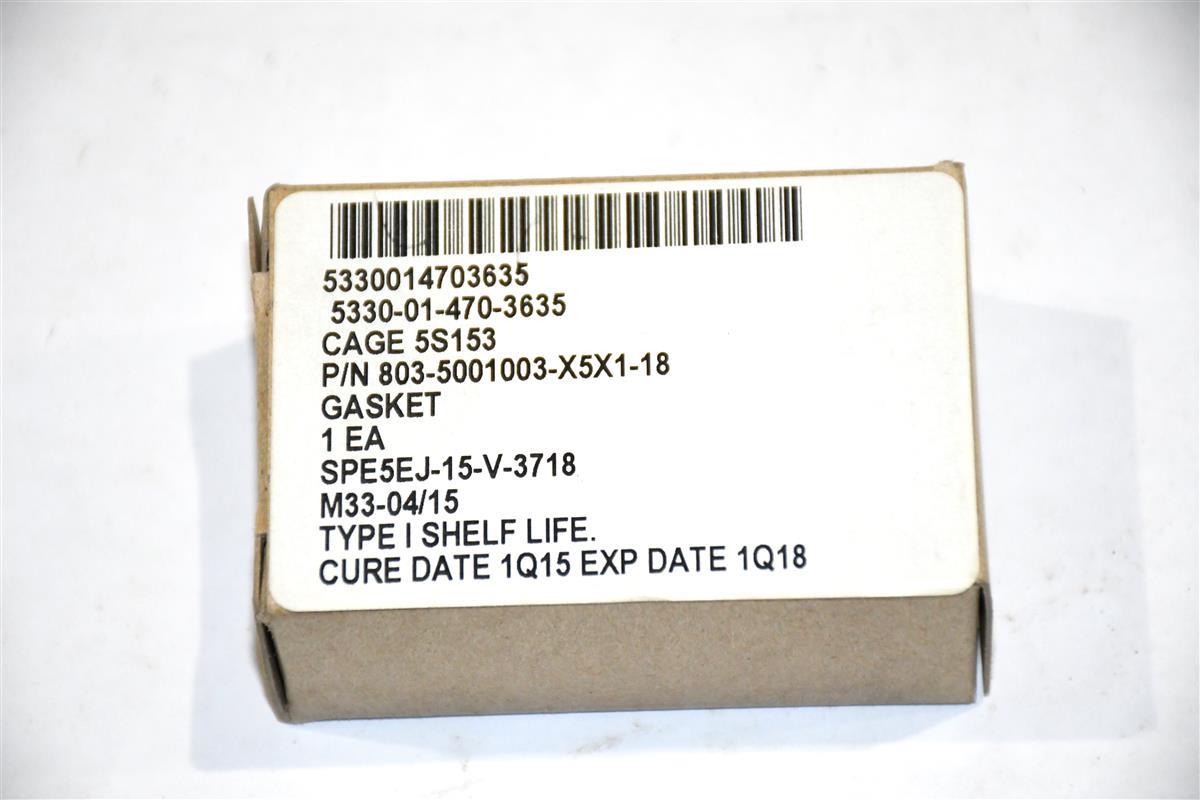 5330014703635
5330-01-470-3635
CAGE 5S153
P/N 803-5001003-X5X1-18
GASKET
1 EA
SPE5EJ-15-V-3718
M33-04/15
TYPE I SHELF LIFE.
CURE DATE 1Q15 EXP DATE 1Q18